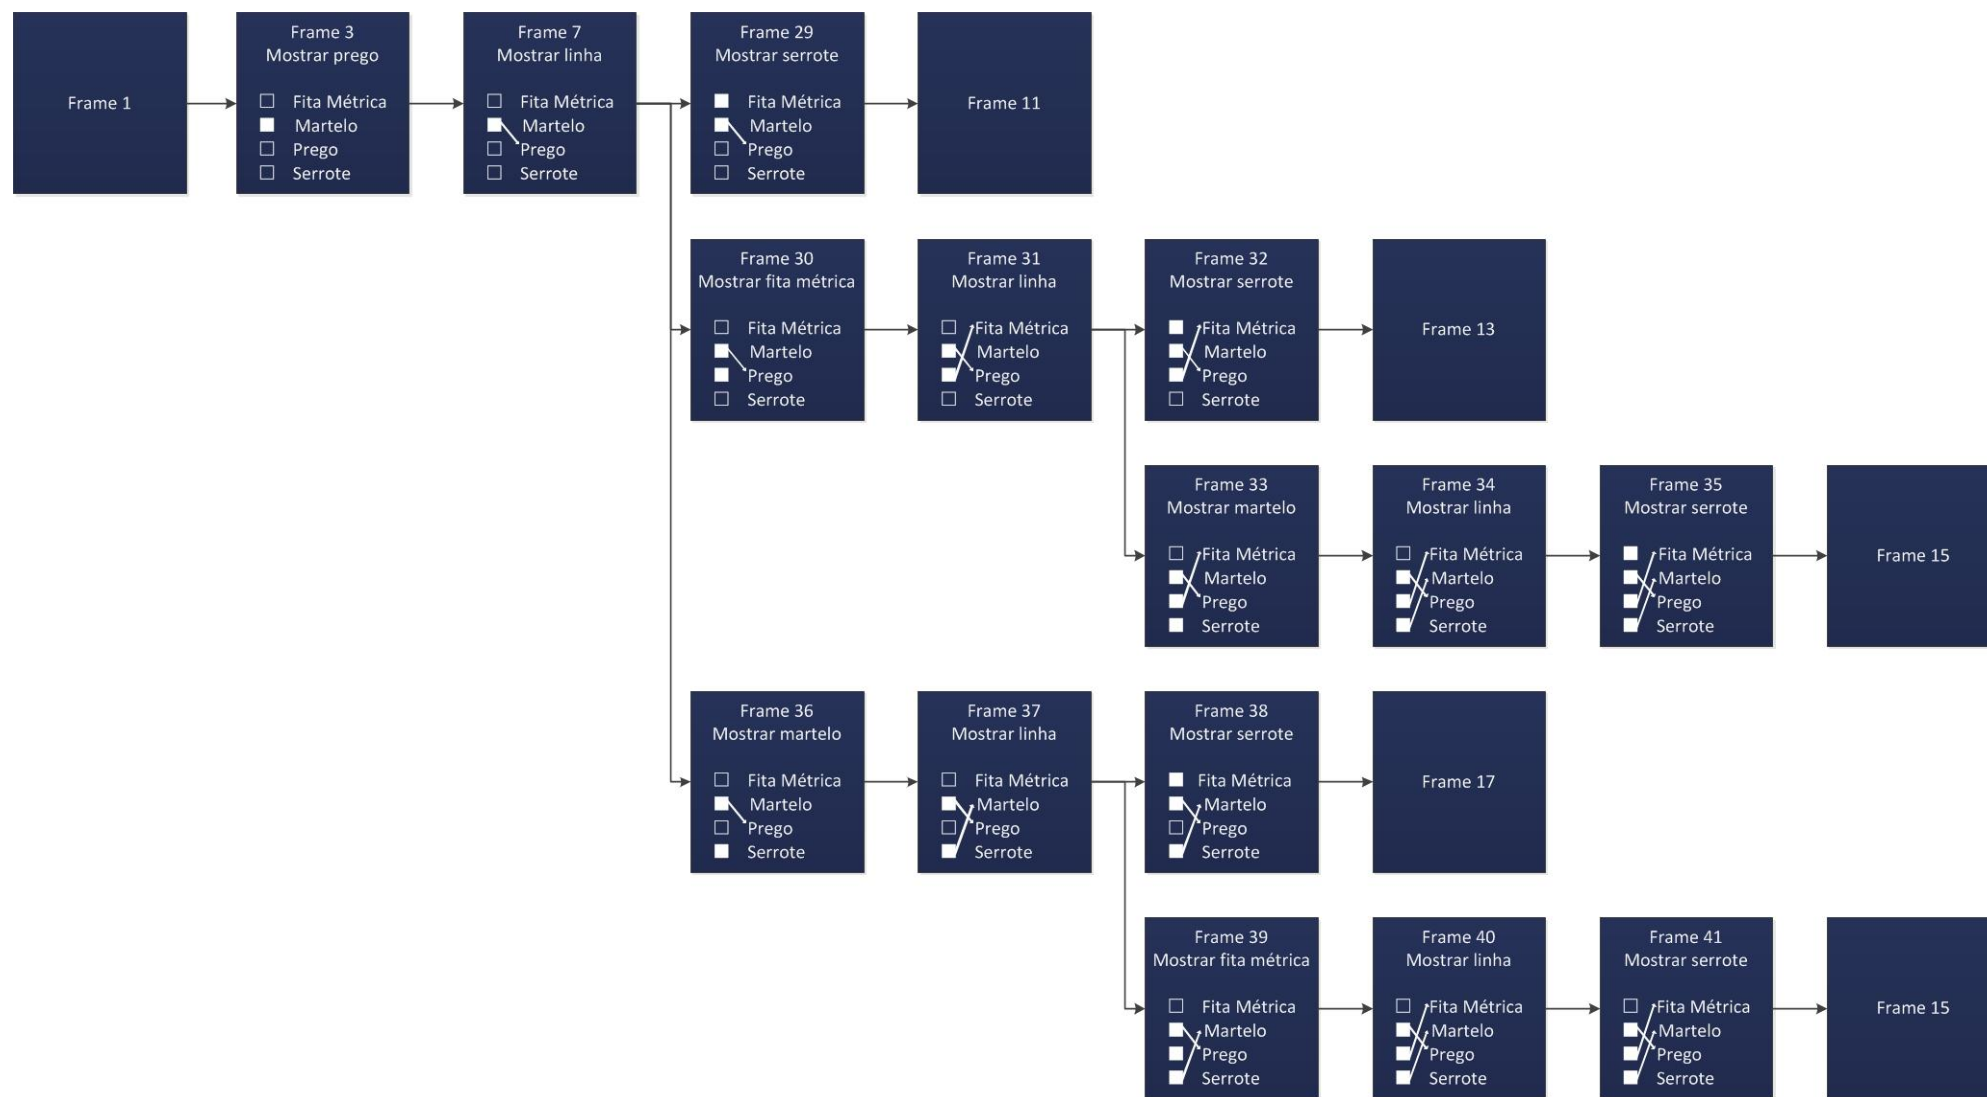 Frame 1
Frame 3
Mostrar prego
Fita Métrica
Martelo
Prego
Serrote
Frame 7
Mostrar linha
Fita Métrica
Martelo
Prego
Serrote
Frame 29
Mostrar serrote
Fita Métrica
Martelo
Prego
Serrote
Frame 11
Frame 30
Mostrar fita métrica
Fita Métrica
Martelo
Prego
Serrote
Frame 31
Mostrar linha
Fita Métrica
Martelo
Prego
Serrote
Frame 32
Mostrar serrote
Fita Métrica
Martelo
Prego
Serrote
Frame 13
Frame 33
Mostrar martelo
Fita Métrica
Martelo
Prego
Serrote
Frame 34
Mostrar linha
Fita Métrica
Martelo
Prego
Serrote
Frame 35
Mostrar serrote
Fita Métrica
Martelo
Prego
Serrote
Frame 15
Frame 36
Mostrar martelo
Fita Métrica
Martelo
Prego
Serrote
Frame 37
Mostrar linha
Fita Métrica
Martelo
Prego
Serrote
Frame 38
Mostrar serrote
Fita Métrica
Martelo
Prego
Serrote
Frame 17
Frame 39
Mostrar fita métrica
Fita Métrica
Martelo
Prego
Serrote
Frame 40
Mostrar linha
Fita Métrica
Martelo
Prego
Serrote
Frame 41
Mostrar serrote
Fita Métrica
Martelo
Prego
Serrote
Frame 15